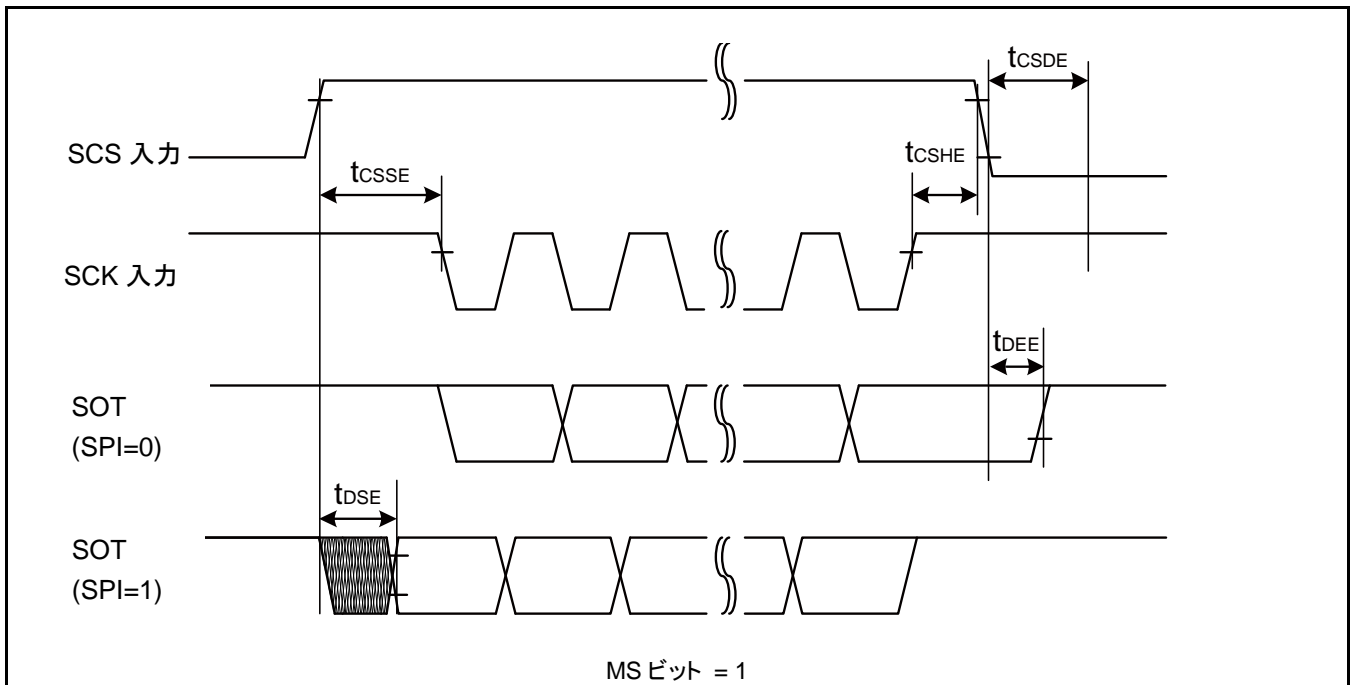 tCSDE
SCS 入力
tCSHE
tCSSE
SCK 入力
tDEE
SOT
(SPI=0)
tDSE
SOT
(SPI=1)
MS ビット = 1